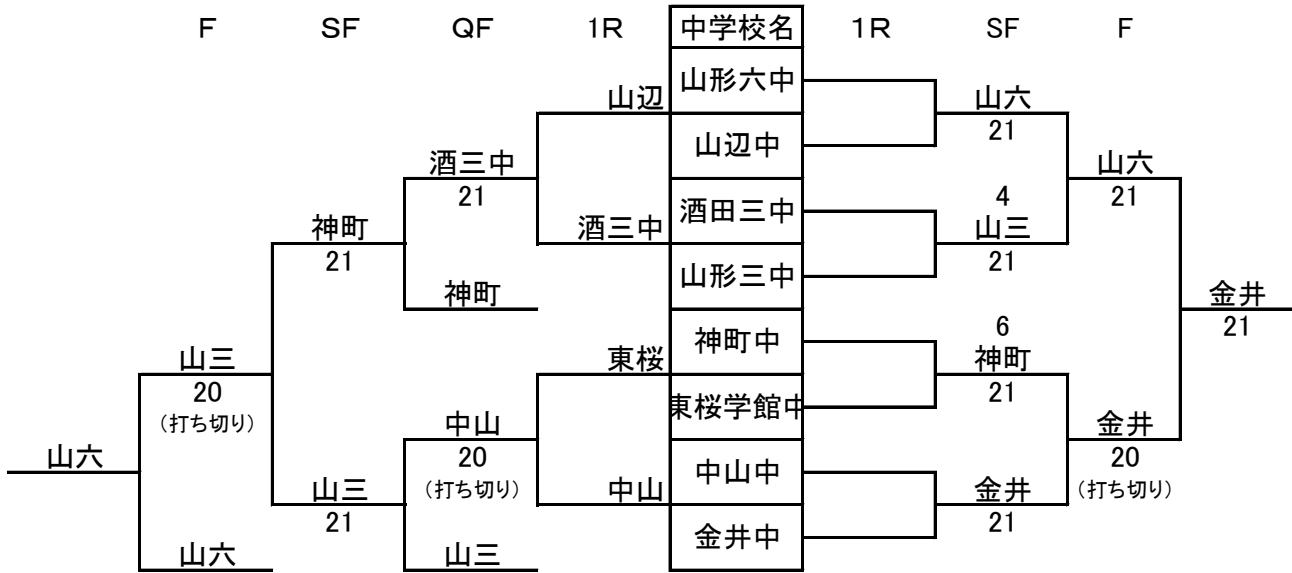 F SF QF 1R 中学校名 1R SF F
山形六中
山辺 山六
21
山辺中
酒三中 山六
21 21
酒田三中 4
神町 酒三中 山三
21 21
山形三中
神町 金井
21
神町中 6
山三 東桜 神町
20 21
(打ち切り)
東桜学館中
中山 金井
山六 20 20
(打ち切り) (打ち切り)
中山中
山三 中山 金井
21 21
金井中
山六 山三